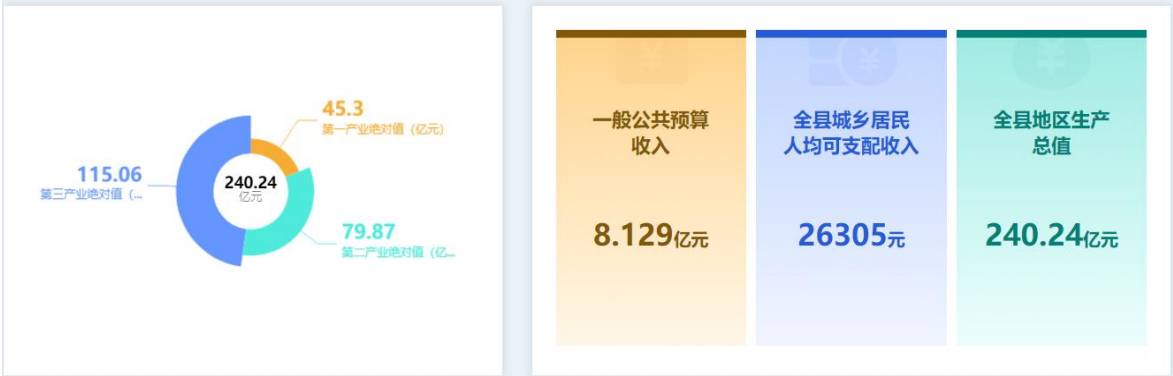 45.3
第一产业绝对值（亿元）
115.06
第三产业绝对值（...
240.24
亿元
79.87
第二产业绝对值（亿...
一般公共预算
收入
8.129亿元
全县城乡居民
人均可支配收入
26305元
全县地区生产
总值
240.24亿元